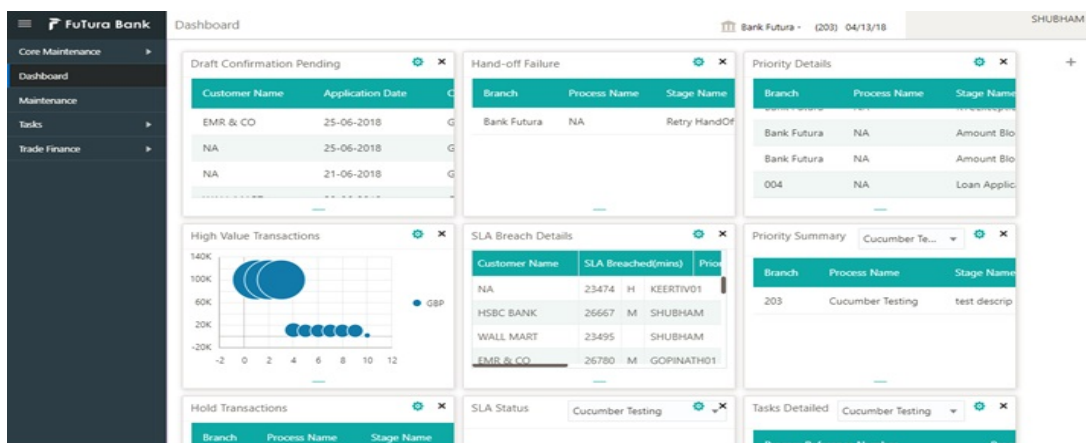 FuTura Bank
Dashboard
Bank Futura - (203) 04/13/18
SHUBHAM
Core Maintenance
Dashboard
Maintenance
Tasks
Trade Finance
Draft Confirmation Pending
Customer Name Application Date
EMR & CO 25-06-2018 G
NA 25-06-2018 G
NA 21-06-2018 G
Hand-off Failure
Branch Process Name Stage Name
Bank Futura NA Retry HandOf
Priority Details
Branch Process Name Stage Name
Bank Futura NA Amount Blo
Bank Futura NA Amount Blo
004 NA Loan Applic
High Value Transactions
140K
100K
60K
20K
-20K
-2 0 2 4 6 8 10 12
GBP
SLA Breach Details
Customer Name SLA Breached(mins) Prior
NA 23474 H KEERTIV01
HSBC BANK 26667 M SHUBHAM
WALL MART 23495 SHUBHAM
EMR & CO 26780 M GOPINATH01
Priority Summary Cucumber Te...
Branch Process Name Stage Name
203 Cucumber Testing test descrip
Hold Transactions
Branch Process Name Stage Name
SLA Status Cucumber Testing
Tasks Detailed Cucumber Testing